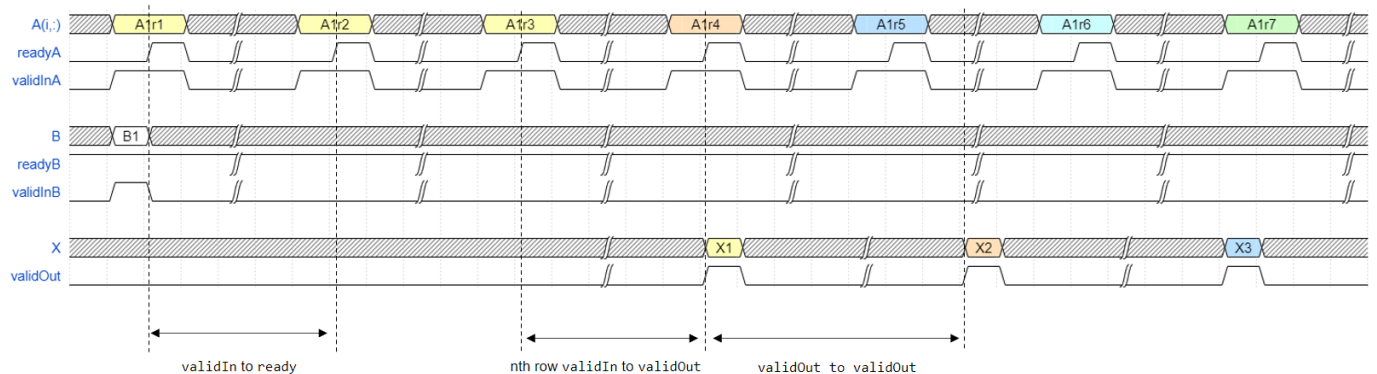 A(i,:) A1r1 A1r2 A1r3 A1r4 A1r5 A1r6 A1r7
readyA
validInA
B B1
readyB
validInB
X X1 X2 X3
validOut
validIn to ready nth row validIn to validOut validOut to validOut